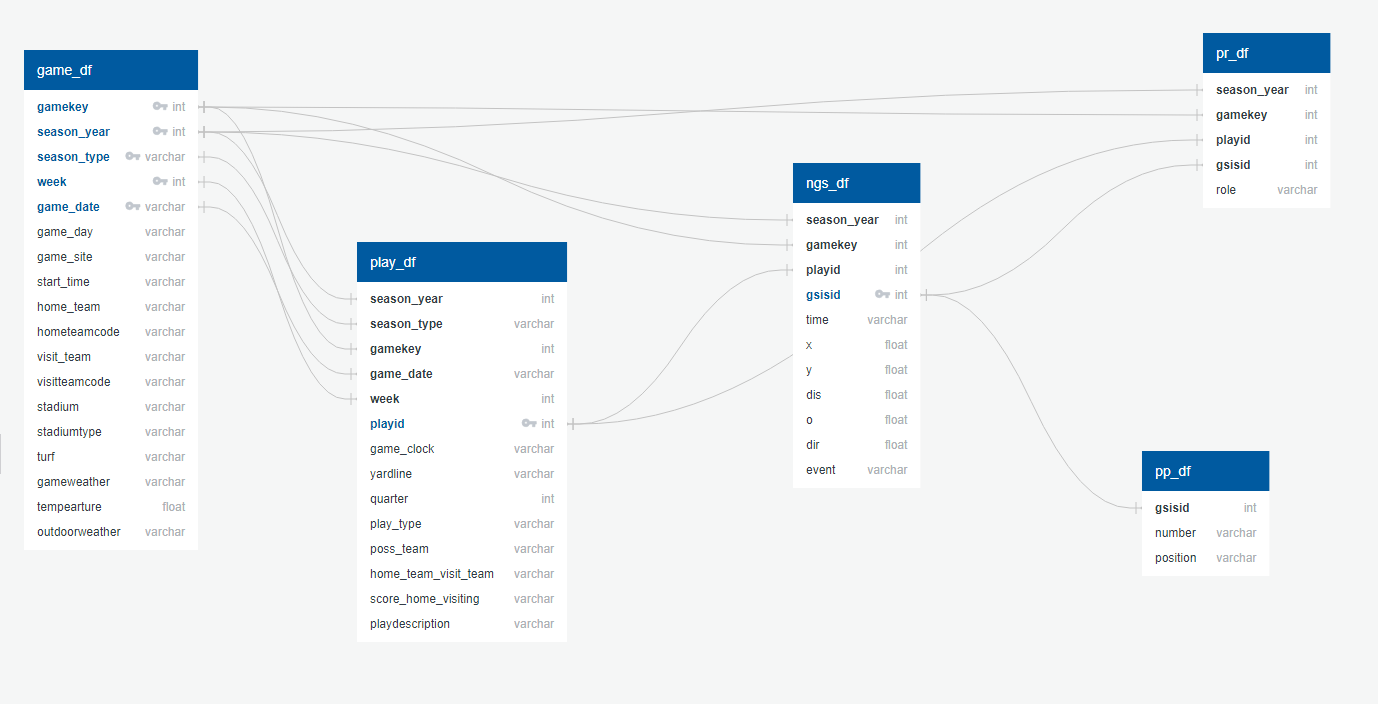 game_df
gamekey int
season_year int
season_type varchar
week int
game_date varchar
game_day varchar
game_site varchar
start_time varchar
home_team varchar
hometeamcode varchar
visit_team varchar
visitteamcode varchar
stadium varchar
stadiumtype varchar
turf varchar
gameweather varchar
tempearture float
outdoorweather varchar
play_df
season_year int
season_type varchar
gamekey int
game_date varchar
week int
playid int
game_clock varchar
yardline varchar
quarter int
play_type varchar
poss_team varchar
home_team_visit_team varchar
score_home_visiting varchar
playdescription varchar
ngs_df
season_year int
gamekey int
playid int
gsisid int
time varchar
x float
y float
dis float
o float
dir float
event varchar
pr_df
season_year int
gamekey int
playid int
gsisid int
role varchar
pp_df
gsisid int
number varchar
position varchar